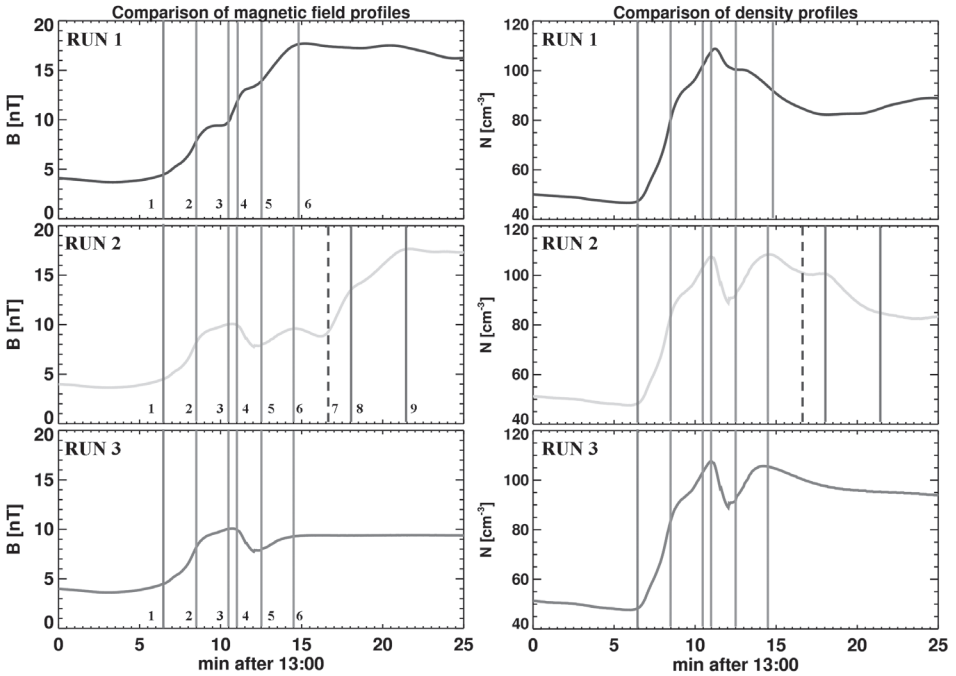 Comparison of magnetic field profiles
RUN 1
B [nT]
20
15
10
5
0
1 2 3 4 5 6
RUN 2
B [nT]
20
15
10
5
0
1 2 3 4 5 6 7 8 9
RUN 3
B [nT]
20
15
10
5
0
1 2 3 4 5 6
0 5 10 15 20 25
min after 13:00
Comparison of density profiles
RUN 1
N [cm-3]
120
100
80
60
40
RUN 2
N [cm-3]
120
100
80
60
40
RUN 3
N [cm-3]
120
100
80
60
40
0 5 10 15 20 25
min after 13:00